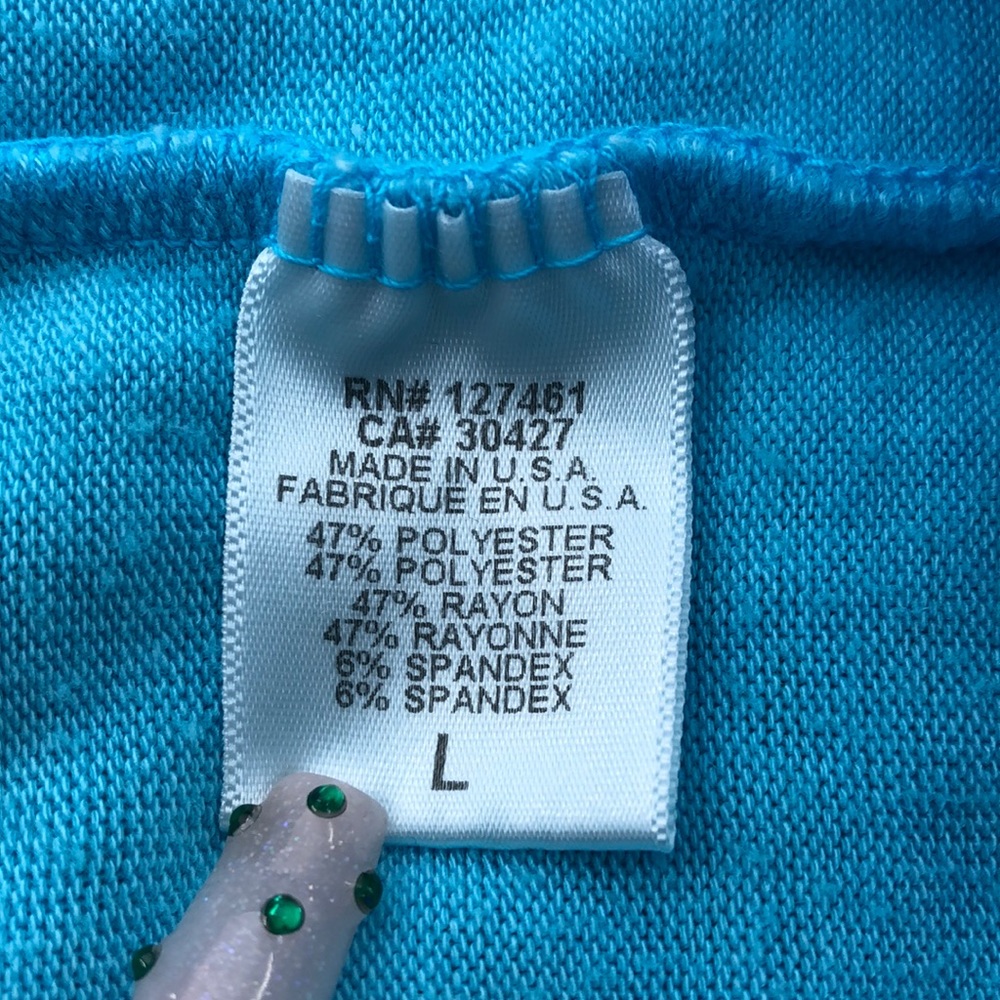 RN# 127461
CA# 30427
MADE IN U.S.A.
FABRIQUE EN U.S.A.
47% POLYESTER
47% POLYESTER
47% RAYON
47% RAYONNE
6% SPANDEX
6% SPANDEX
L